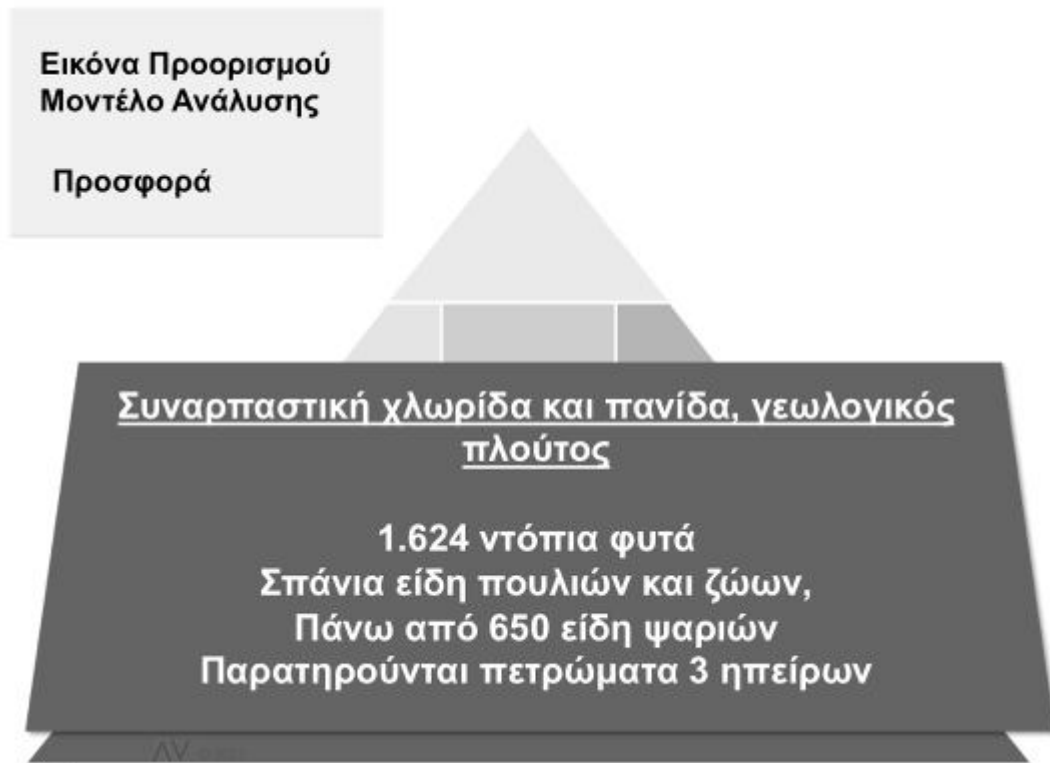 Εικόνα Προορισμού
Μοντέλο Ανάλυσης
Προσφορά
Συναρπαστική χλωρίδα και πανίδα, γεωλογικός
πλούτος
1.624 ντόπια φυτά
Σπάνια είδη πουλιών και ζώων,
Πάνω από 650 είδη ψαριών
Παρατηρούνται πετρώματα 3 ηπείρων